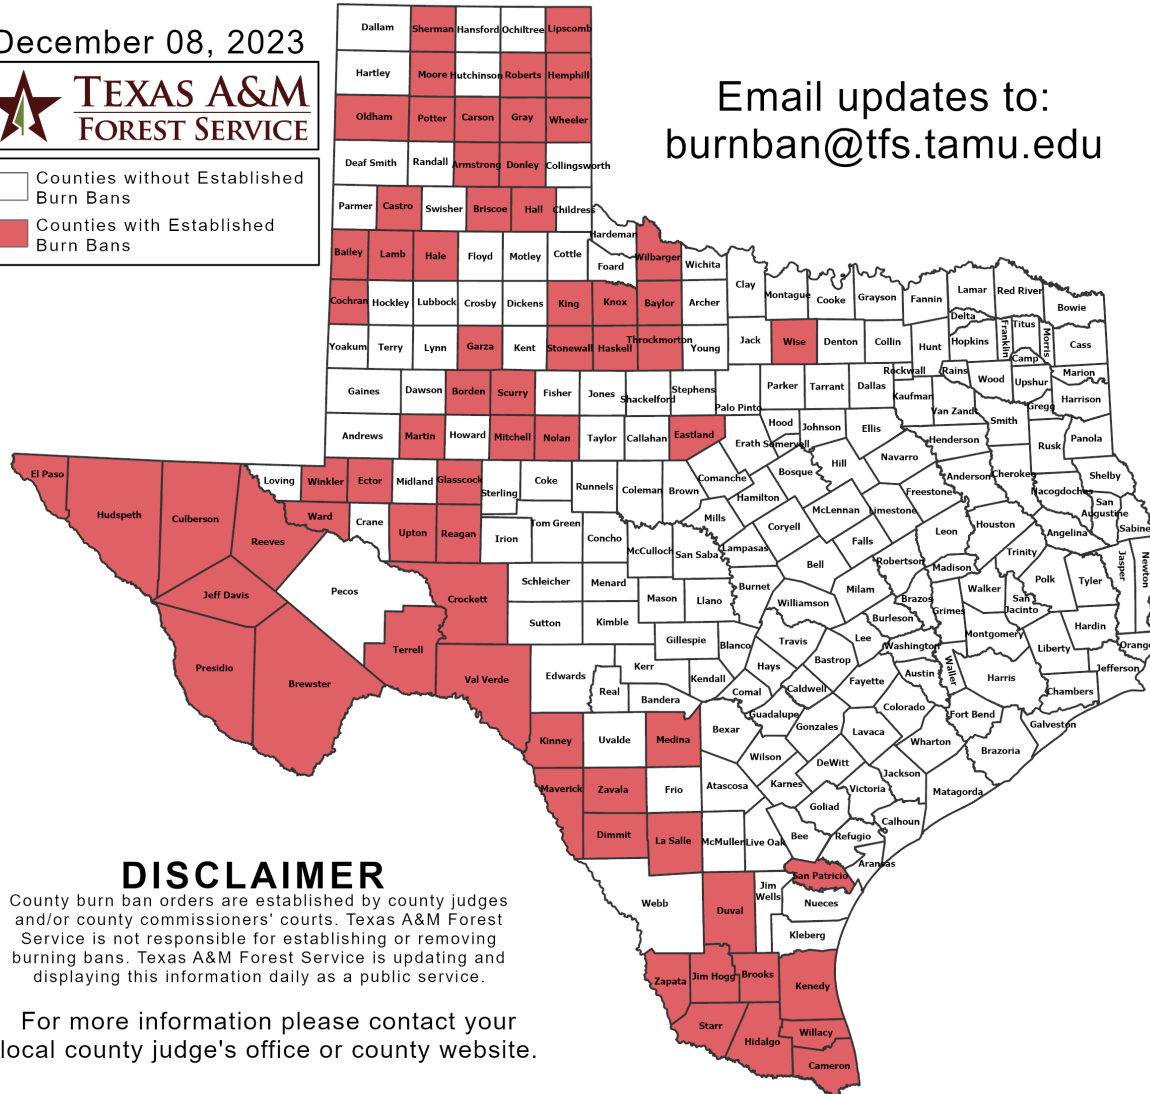 December 08, 2023
TEXAS A&M
FOREST SERVICE
Counties without Established
Burn Bans
Counties with Established
Burn Bans
Email updates to:
burnban@tfs.tamu.edu
Dallam Sherman Hansford Ochiltree Lipscomb
Hartley Moore Hutchinson Roberts Hemphill
Oldham Potter Carson Gray Wheeler
Deaf Smith Randall Armstrong Donley Collingsworth
Parmer Castro Swisher Briscoe Hall Childress
Hardeman
Bailey Lamb Hale Floyd Motley Cottle Foard Wilbarger Wichita
Clay Montague Cooke Grayson Fannin Lamar Red River Bowie
Cochran Hockley Lubbock Crosby Dickens King Knox Baylor Archer
Delta Franklin Titus Morris Cass
Yoakum Terry Lynn Garza Kent Stonewall Haskell Throckmorton Young Jack Wise Denton Collin Hunt Hopkins
Camp
Rockwall Rains Wood Upshur Marion
Gaines Dawson Borden Scurry Fisher Jones Shackelford Stephens Palo Pinto Parker Tarrant Dallas Kaufman Van Zandt Gregg Harrison
Smith
Andrews Martin Howard Mitchell Nolan Taylor Callahan Eastland Erath Hood Somervell Johnson Ellis Henderson Rusk Panola
El Paso Hudspeth Culberson Reeves Loving Winkler Ector Midland Glasscock Sterling Coke Runnels Coleman Brown Comanche Hamilton Bosque Hill Navarro Freestone Anderson Cherokee Nacogdoches Shelby
San
Augustine
Sabine
Ward Crane Upton Reagan Irion Tom Green Concho McCulloch San Saba Mills Lampasas Coryell McLennan Limestone Falls Leon Houston Angelina
Trinity
Jeff Davis Pecos Crockett Schleicher Menard Mason Llano Burnet Bell Milam Robertson Madison Walker Polk Tyler Jasper Newton
San
Jacinto
Sutton Kimble Williamson Brazos Burleson Grimes Montgomery Hardin
Presidio Brewster Terrell Val Verde Edwards Kerr Gillespie Blanco Travis Lee Washington Liberty Orange
Real Bandera Kendall Hays Bastrop Fayette Austin Waller Harris Jefferson
Comal Caldwell Colorado Chambers
Kinney Uvalde Medina Bexar Guadalupe Gonzales Lavaca Wharton Fort Bend Galveston
Brazoria
Maverick Zavala Frio Atascosa Wilson Karnes DeWitt Jackson Victoria Matagorda
Goliad
Dimmit La Salle McMullen Live Oak Bee Refugio Calhoun
Aransas
San Patricio
Webb Duval Jim
Wells
Nueces
Kleberg
Zapata Jim Hogg Brooks Kenedy
Starr Hidalgo Willacy
Cameron
DISCLAIMER
County burn ban orders are established by county judges
and/or county commissioners' courts. Texas A&M Forest
Service is not responsible for establishing or removing
burning bans. Texas A&M Forest Service is updating and
displaying this information daily as a public service.
For more information please contact your
local county judge's office or county website.